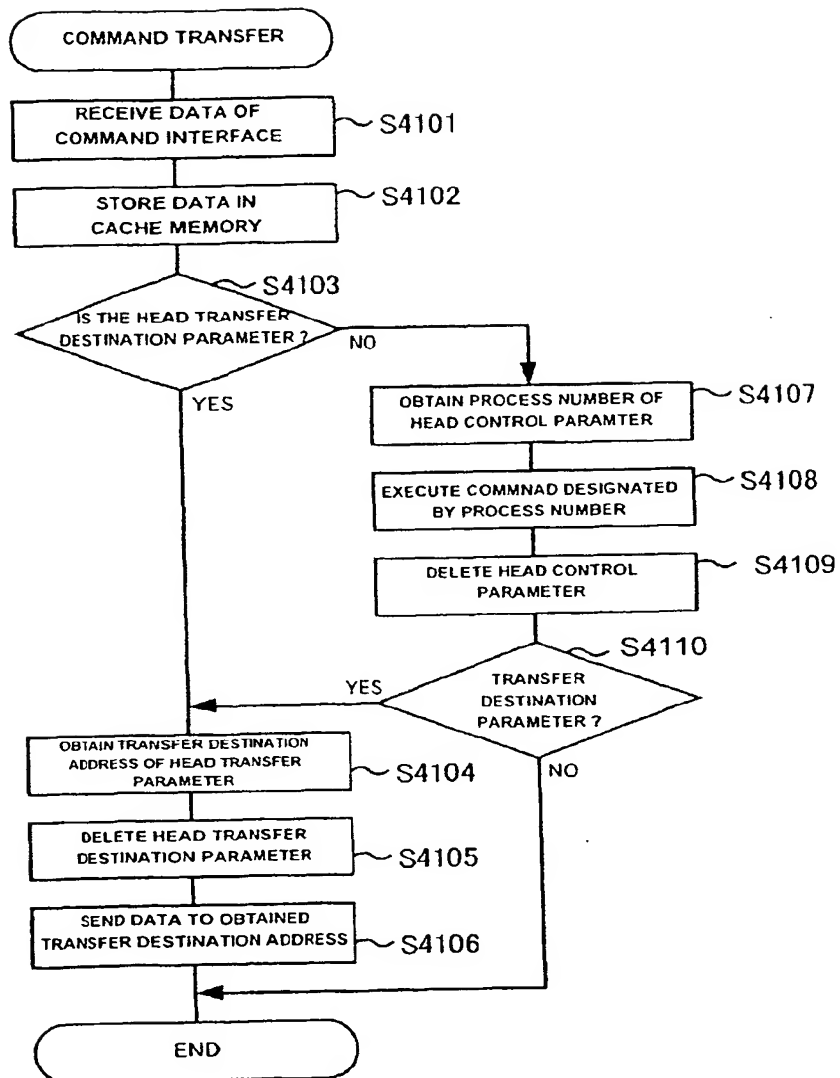 COMMAND TRANSFER
RECEIVE DATA OF
COMMAND INTERFACE
S4101
STORE DATA IN
CACHE MEMORY
S4102
S4103
IS THE HEAD TRANSFER
DESTINATION PARAMETER ?
NO
YES
OBTAIN PROCESS NUMBER OF
HEAD CONTROL PARAMTER
S4107
EXECUTE COMMNAD DESIGNATED
BY PROCESS NUMBER
S4108
DELETE HEAD CONTROL
PARAMETER
S4109
S4110
TRANSFER
DESTINATION
PARAMETER ?
YES
NO
OBTAIN TRANSFER DESTINATION
ADDRESS OF HEAD TRANSFER
PARAMETER
S4104
DELETE HEAD TRANSFER
DESTINATION PARAMETER
S4105
SEND DATA TO OBTAINED
TRANSFER DESTINATION ADDRESS
S4106
END